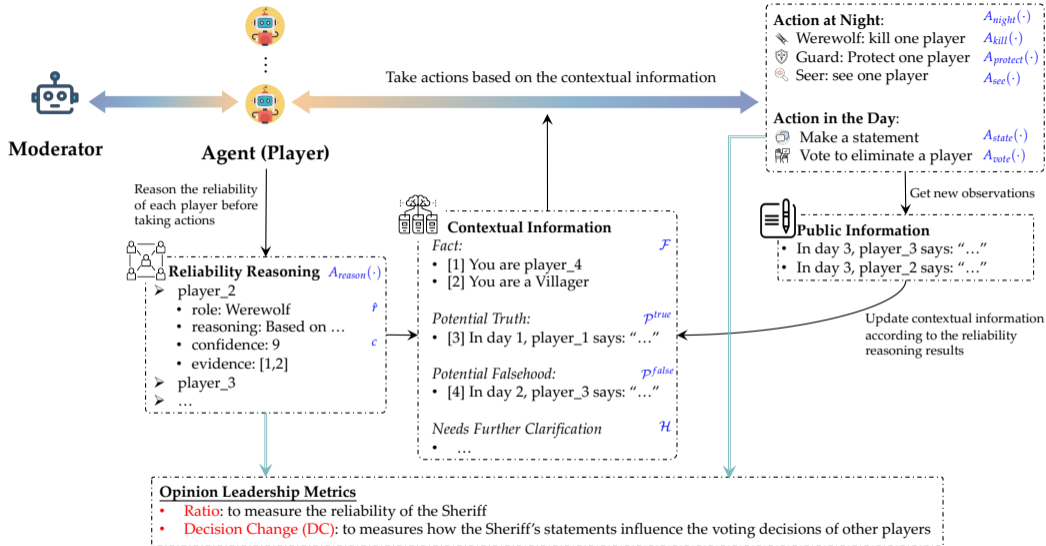 Action at Night: A_night(·)
Werewolf: kill one player A_kill(·)
Guard: Protect one player A_protect(·)
Seer: see one player A_see(·)
Take actions based on the contextual information
Action in the Day:
Make a statement A_state(·)
Vote to eliminate a player A_vote(·)
Moderator
Agent (Player)
Reason the reliability
of each player before
taking actions
Get new observations
Public Information
• In day 3, player_3 says: “…”
• In day 3, player_2 says: “…”
Contextual Information
Fact: ℱ
• [1] You are player_4
• [2] You are a Villager
Potential Truth: 𝒫^true
• [3] In day 1, player_1 says: “…”
Potential Falsehood: 𝒫^false
• [4] In day 2, player_3 says: “…”
Needs Further Clarification ℋ
• …
Reliability Reasoning A_reason(·)
➢ player_2
• role: Werewolf r̂
• reasoning: Based on …
• confidence: 9 c
• evidence: [1,2]
➢ player_3
➢ …
Update contextual information
according to the reliability
reasoning results
Opinion Leadership Metrics
• Ratio: to measure the reliability of the Sheriff
• Decision Change (DC): to measures how the Sheriff’s statements influence the voting decisions of other players